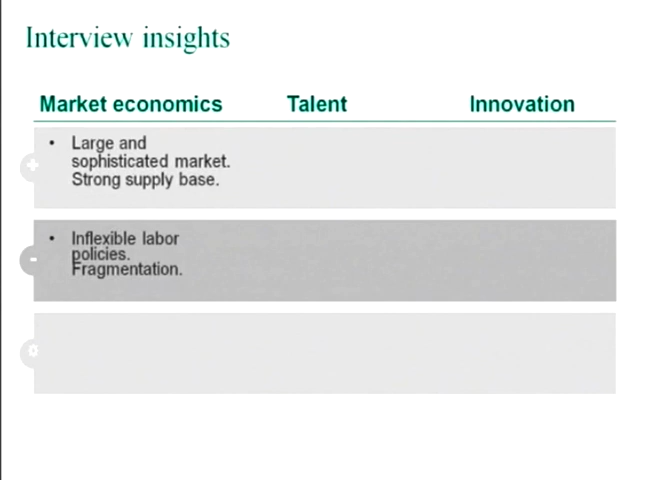 Interview insights
Market economics Talent Innovation
• Large and
sophisticated market.
Strong supply base.
+
• Inflexible labor
policies.
Fragmentation.
-